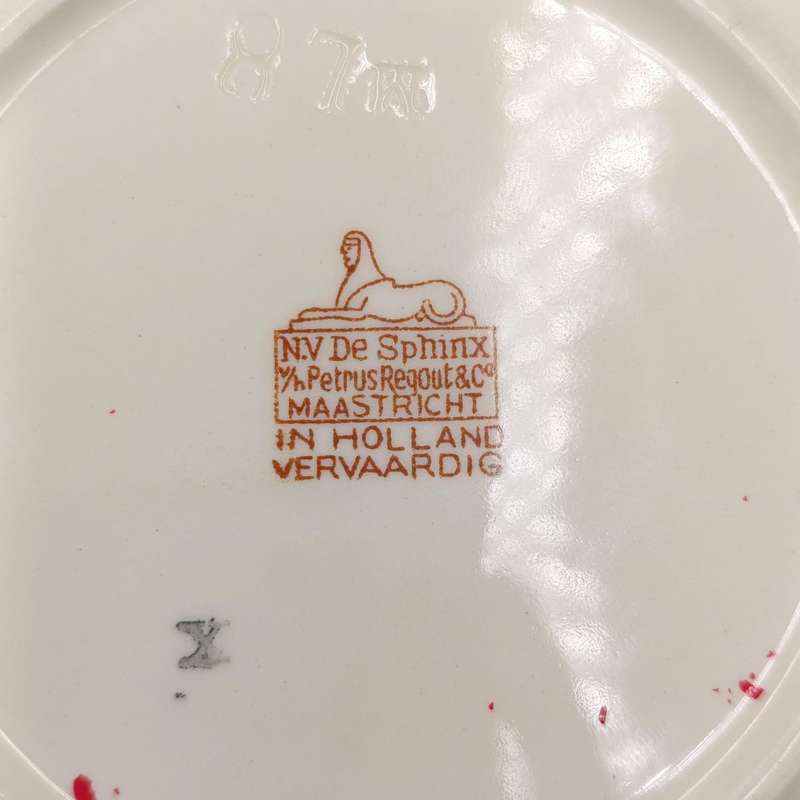 N.V De Sphinx
v/h Petrus Regout & Co
MAASTRICHT
IN HOLLAND
VERVAARDIG
X